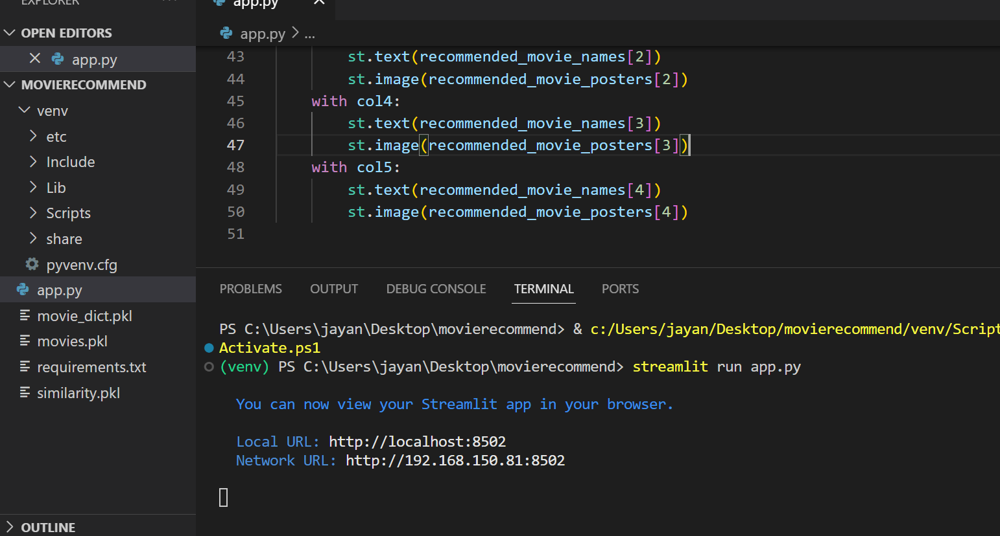 EXPLORER
...
OPEN EDITORS
app.py
MOVIERECOMMEND
venv
etc
Include
Lib
Scripts
share
pyvenv.cfg
app.py
movie_dict.pkl
movies.pkl
requirements.txt
similarity.pkl
OUTLINE
app.py
app.py > ...
43 st.text(recommended_movie_names[2])
44 st.image(recommended_movie_posters[2])
45 with col4:
46 st.text(recommended_movie_names[3])
47 st.image(recommended_movie_posters[3])
48 with col5:
49 st.text(recommended_movie_names[4])
50 st.image(recommended_movie_posters[4])
51
PROBLEMS OUTPUT DEBUG CONSOLE TERMINAL PORTS
PS C:\Users\jayan\Desktop\movierecommend> & c:/Users/jayan/Desktop/movierecommend/venv/Script
Activate.ps1
(venv) PS C:\Users\jayan\Desktop\movierecommend> streamlit run app.py
You can now view your Streamlit app in your browser.
Local URL: http://localhost:8502
Network URL: http://192.168.150.81:8502